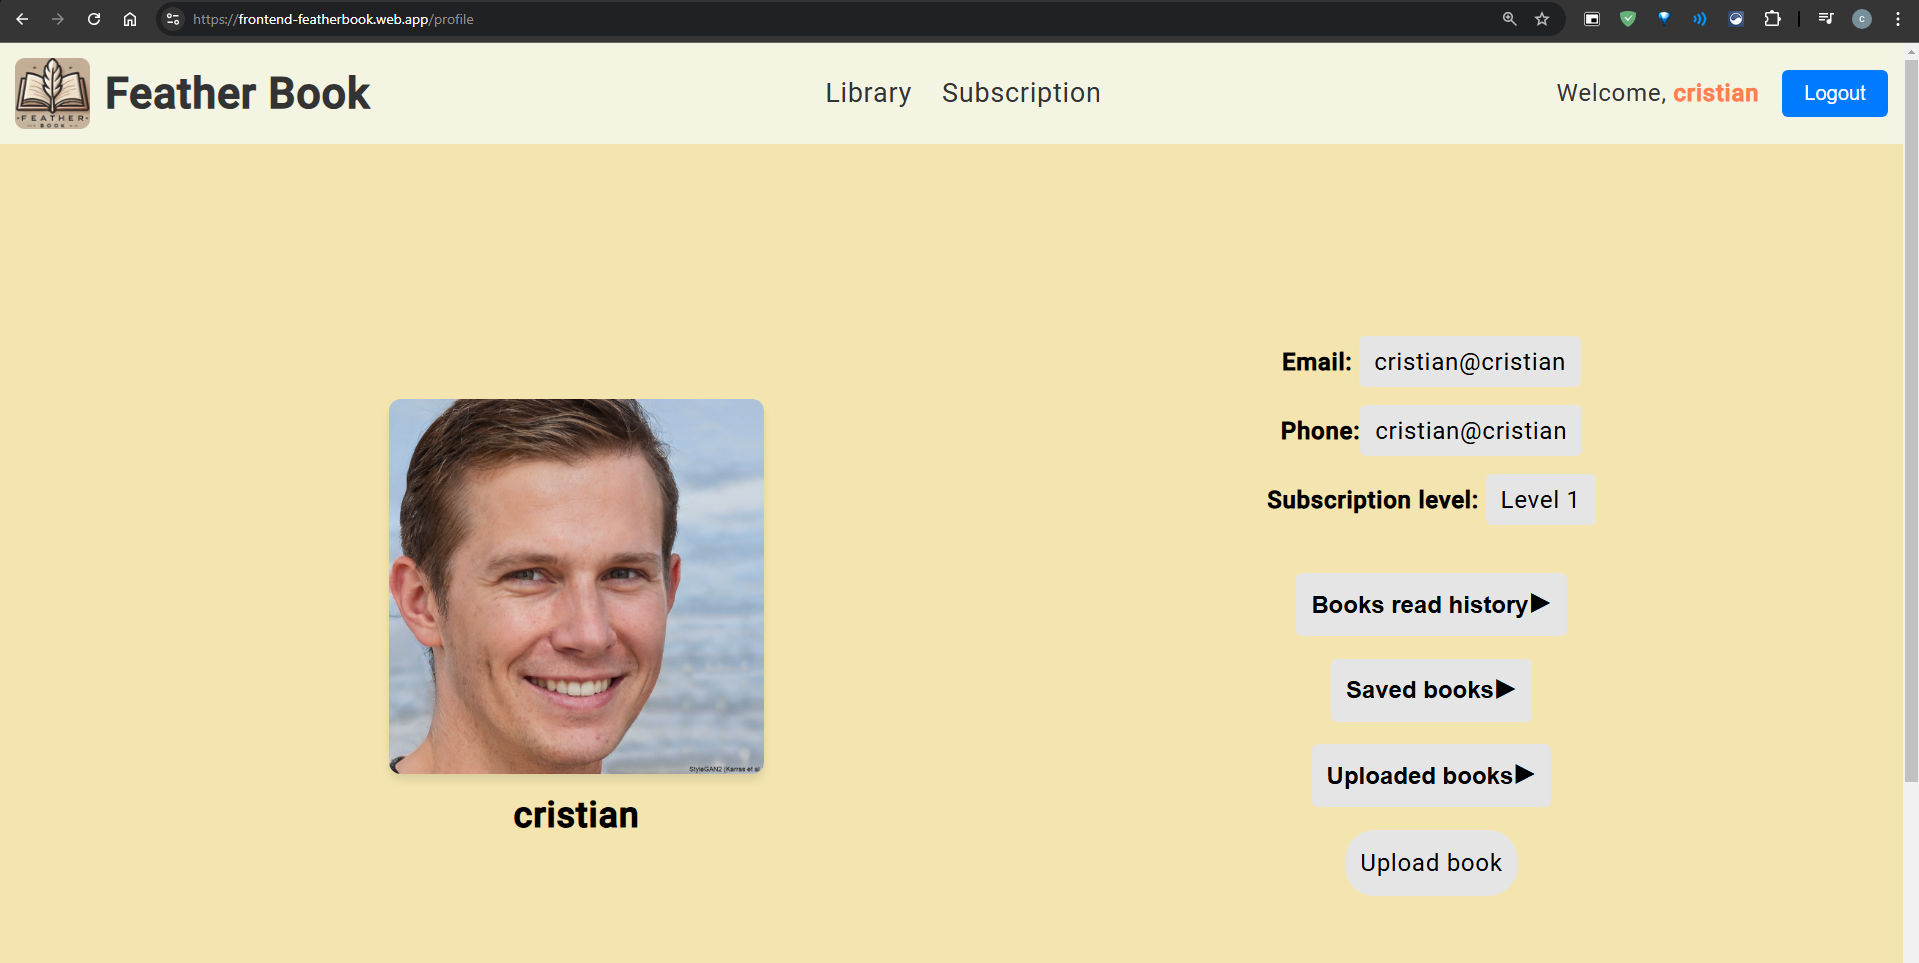 https://frontend-featherbook.web.app/profile
c
FEATHER
BOOK
Feather Book
Library
Subscription
Welcome, cristian
Logout
Email: cristian@cristian
Phone: cristian@cristian
Subscription level: Level 1
Books read history▶
Saved books▶
Uploaded books▶
Upload book
StyleGAN2 (Karras et al
cristian